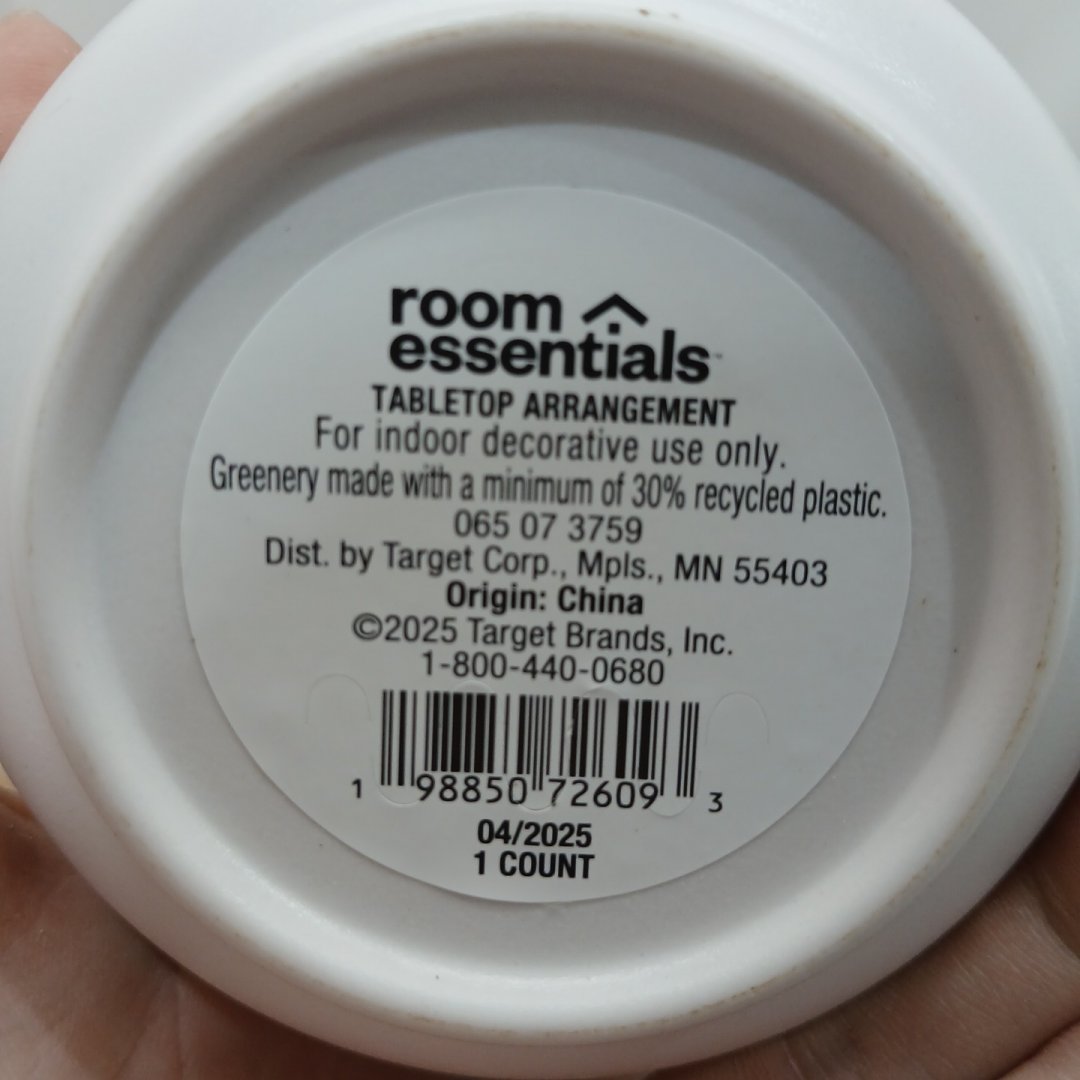 room
essentials™
TABLETOP ARRANGEMENT
For indoor decorative use only.
Greenery made with a minimum of 30% recycled plastic.
065 07 3759
Dist. by Target Corp., Mpls., MN 55403
Origin: China
©2025 Target Brands, Inc.
1-800-440-0680
1 98850 72609 3
04/2025
1 COUNT